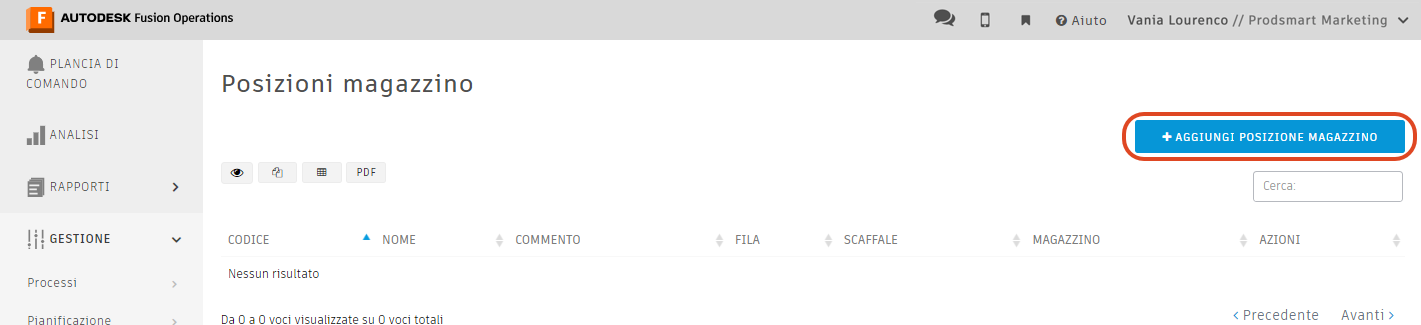 F AUTODESK Fusion Operations
Aiuto Vania Lourenco // Prodsmart Marketing
PLANCIA DI
COMANDO
ANALISI
RAPPORTI
GESTIONE
Processi
Pianificazione
Posizioni magazzino
+ AGGIUNGI POSIZIONE MAGAZZINO
PDF
Cerca:
CODICE NOME COMMENTO FILA SCAFFALE MAGAZZINO AZIONI
Nessun risultato
Da 0 a 0 voci visualizzate su 0 voci totali
‹ Precedente Avanti ›